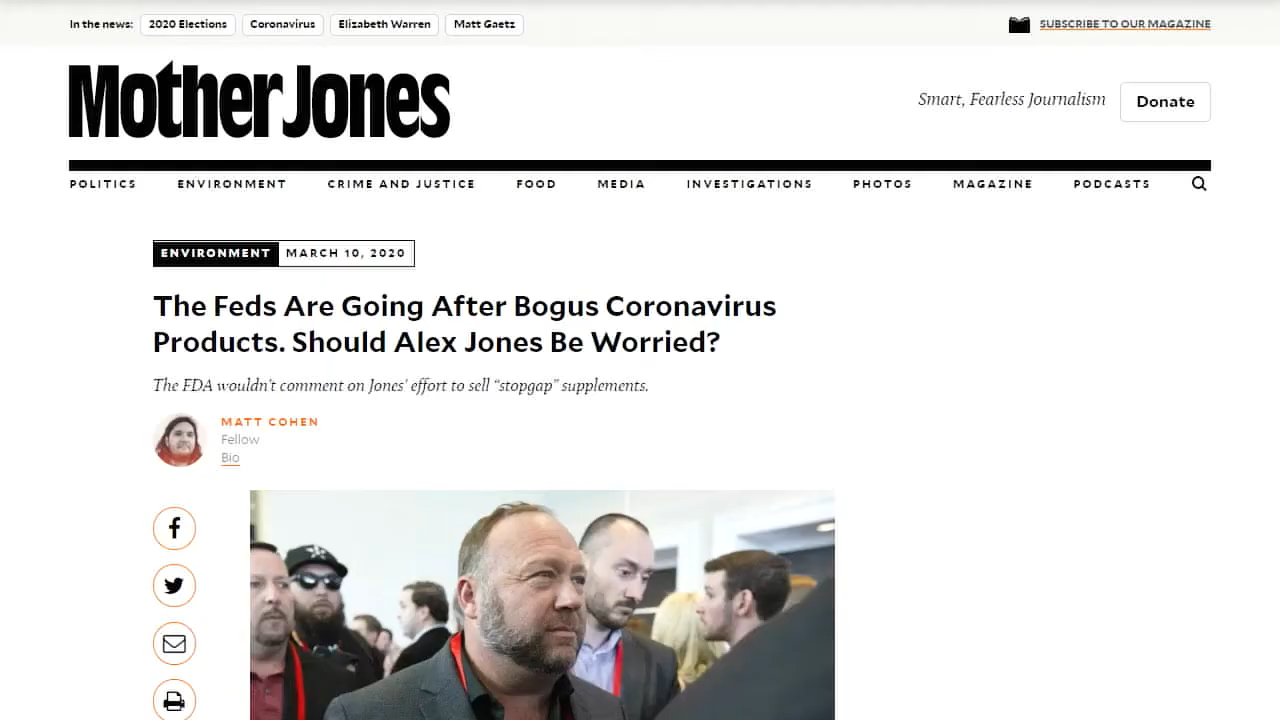 In the news: 2020 Elections Coronavirus Elizabeth Warren Matt Gaetz SUBSCRIBE TO OUR MAGAZINE
Mother Jones
Smart, Fearless Journalism Donate
POLITICS ENVIRONMENT CRIME AND JUSTICE FOOD MEDIA INVESTIGATIONS PHOTOS MAGAZINE PODCASTS
ENVIRONMENT MARCH 10, 2020
The Feds Are Going After Bogus Coronavirus
Products. Should Alex Jones Be Worried?
The FDA wouldn't comment on Jones' effort to sell “stopgap” supplements.
MATT COHEN
Fellow
Bio